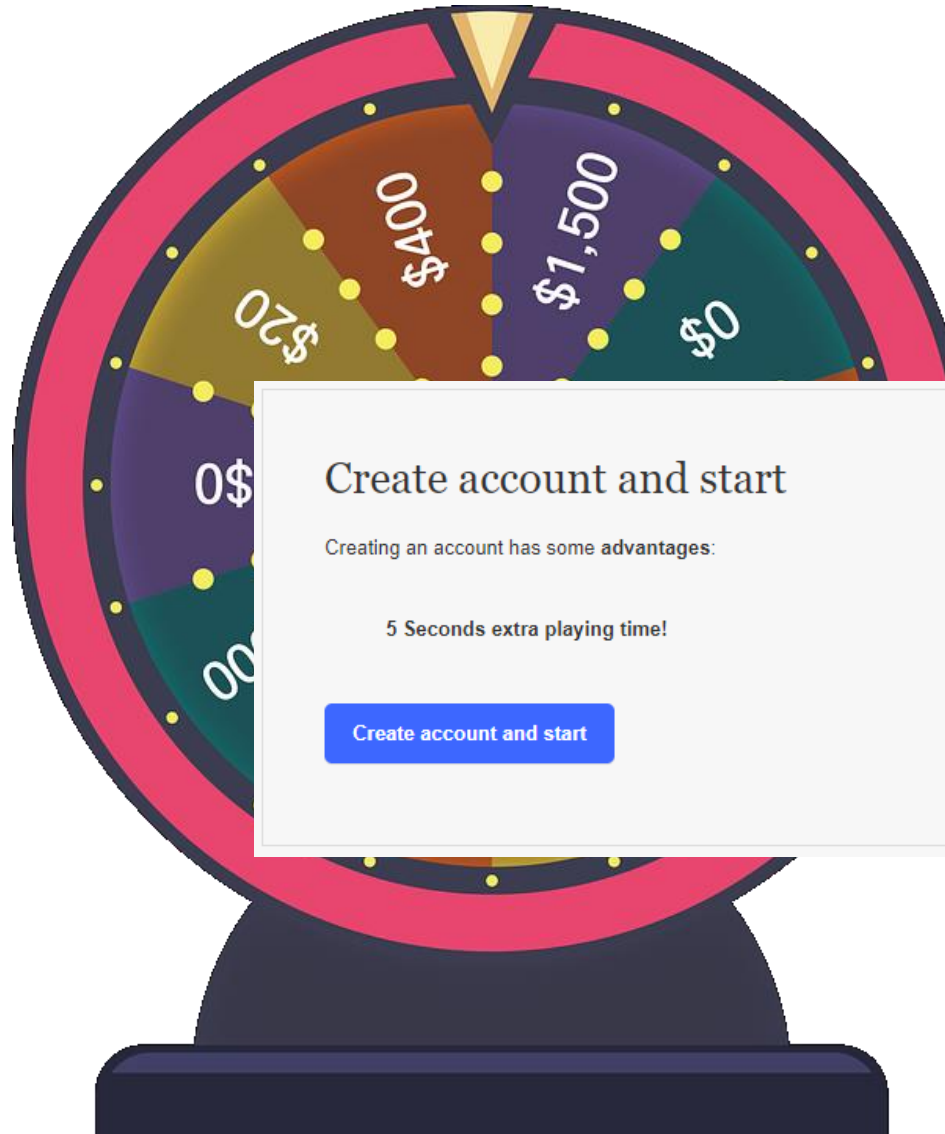 $400
$1,500
$20
$0
$0
00
Create account and start
Creating an account has some advantages:
5 Seconds extra playing time!
Create account and start